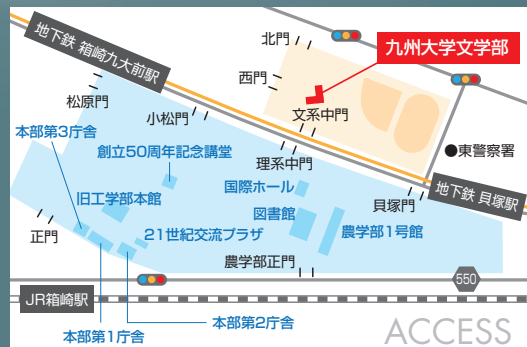 北門
九州大学文学部
地下鉄 箱崎九大前駅
西門
松原門
小松門
文系中門
本部第3庁舎
創立50周年記念講堂
理系中門
●東警察署
国際ホール
地下鉄 貝塚駅
旧工学部本館
図書館
貝塚門
正門
21世紀交流プラザ
農学部1号館
農学部正門
550
JR箱崎駅
本部第2庁舎
本部第1庁舎
ACCESS